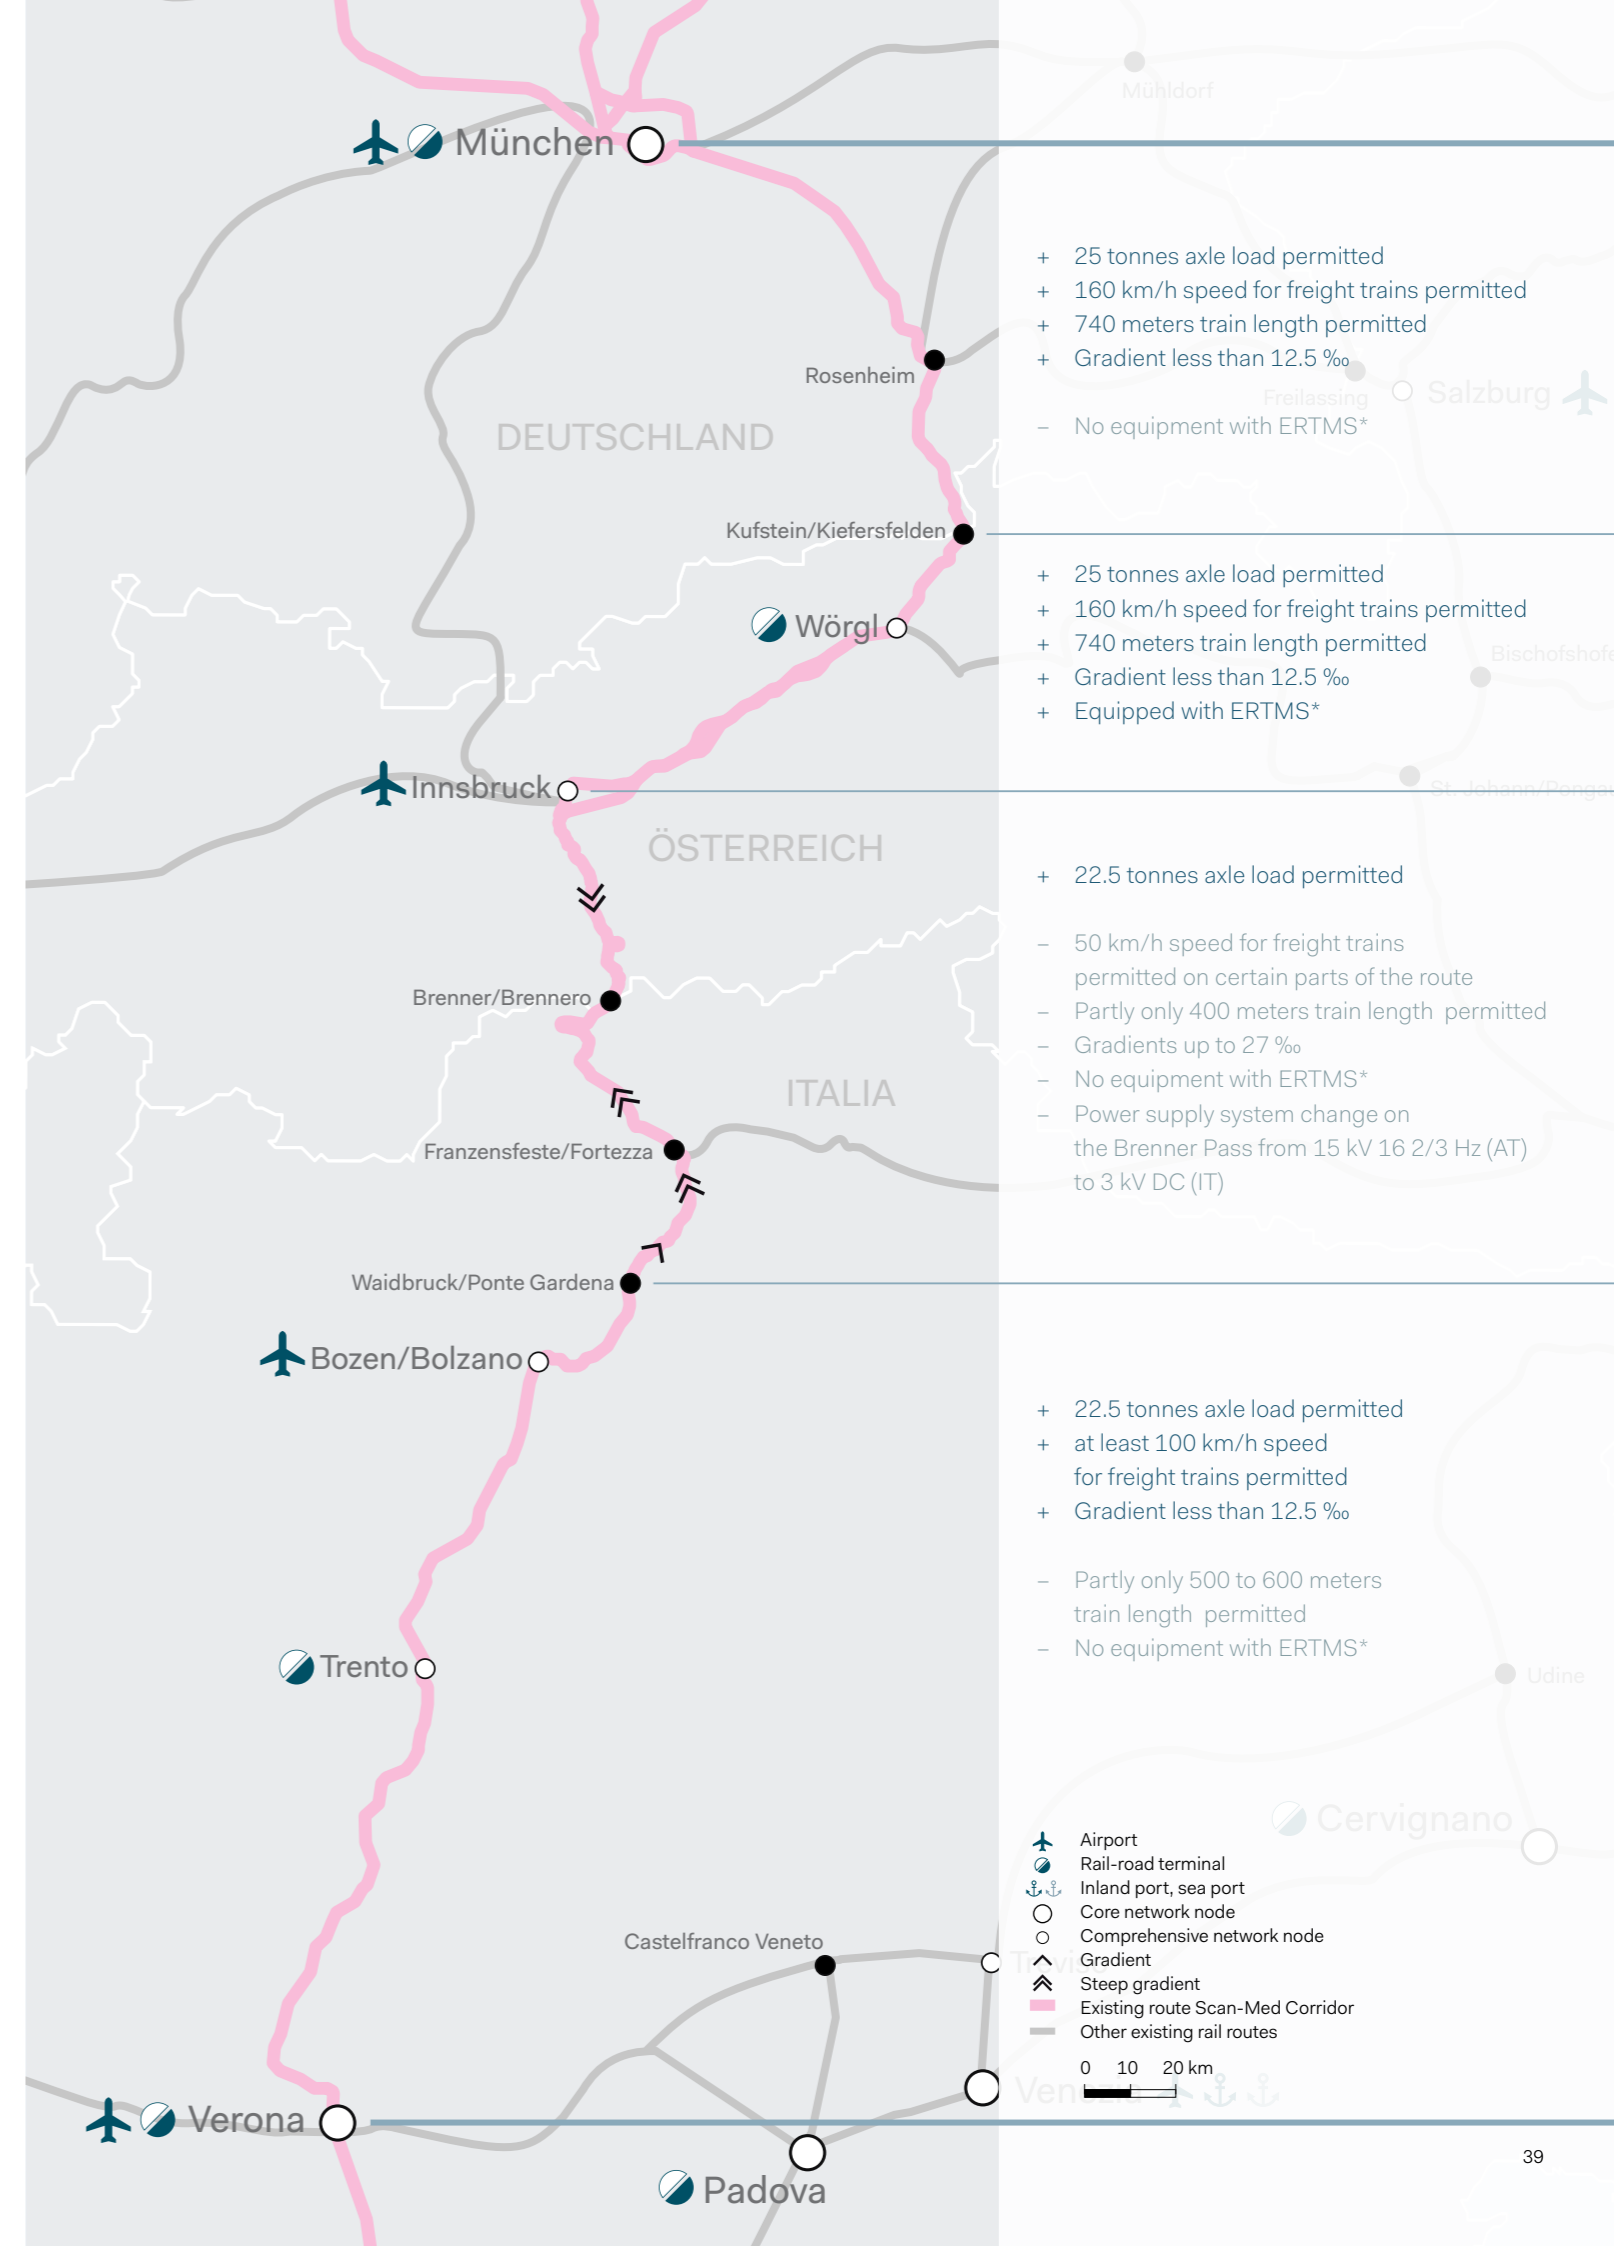 Mühldorf
München
+ 25 tonnes axle load permitted
+ 160 km/h speed for freight trains permitted
+ 740 meters train length permitted
+ Gradient less than 12.5 ‰
Rosenheim
Freilassing
Salzburg
DEUTSCHLAND
– No equipment with ERTMS*
Kufstein/Kiefersfelden
+ 25 tonnes axle load permitted
+ 160 km/h speed for freight trains permitted
+ 740 meters train length permitted
+ Gradient less than 12.5 ‰
+ Equipped with ERTMS*
Wörgl
Bischofshofe
Innsbruck
St. Johann/Pongau
ÖSTERREICH
+ 22.5 tonnes axle load permitted
– 50 km/h speed for freight trains
permitted on certain parts of the route
– Partly only 400 meters train length permitted
– Gradients up to 27 ‰
– No equipment with ERTMS*
– Power supply system change on
the Brenner Pass from 15 kV 16 2/3 Hz (AT)
to 3 kV DC (IT)
Brenner/Brennero
ITALIA
Franzensfeste/Fortezza
Waidbruck/Ponte Gardena
Bozen/Bolzano
+ 22.5 tonnes axle load permitted
+ at least 100 km/h speed
for freight trains permitted
+ Gradient less than 12.5 ‰
– Partly only 500 to 600 meters
train length permitted
– No equipment with ERTMS*
Trento
Udine
Cervignano
Airport
Rail-road terminal
Inland port, sea port
Core network node
Comprehensive network node
Gradient
Steep gradient
Existing route Scan-Med Corridor
Other existing rail routes
0 10 20 km
Castelfranco Veneto
Treviso
Venezia
Verona
Padova
39